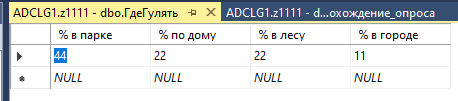 ADCLG1.z1111 - dbo.ГдеГулять ADCLG1.z1111 - d...охождение_опроса
% в парке % по дому % в лесу % в городе
44 22 22 11
NULL NULL NULL NULL